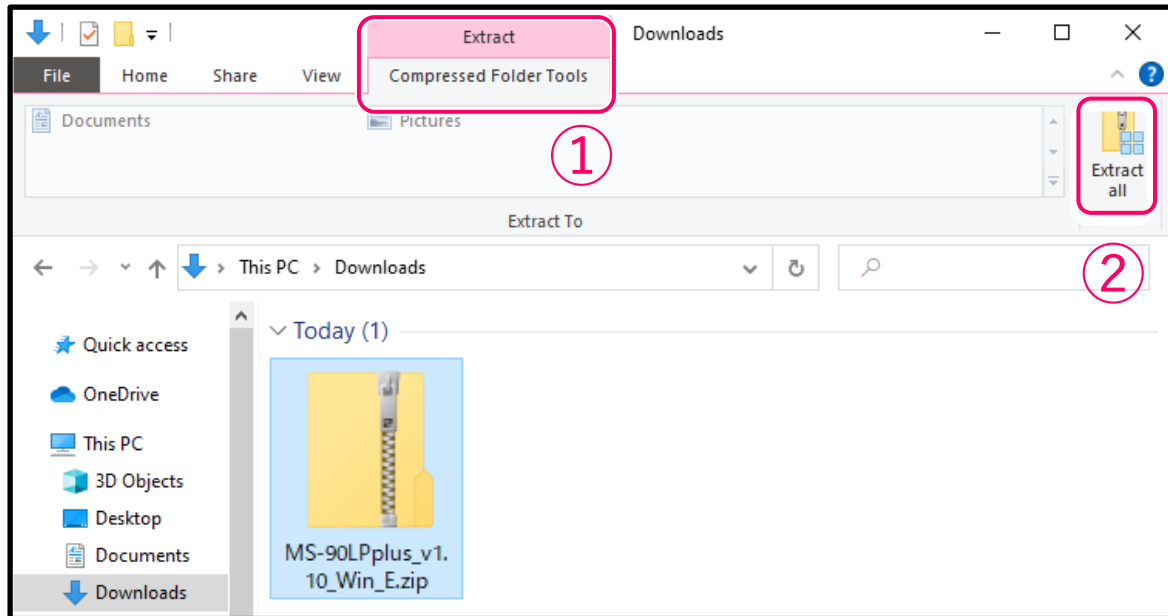 Extract
Downloads
File
Home
Share
View
Compressed Folder Tools
?
Documents
Pictures
①
Extract
all
Extract To
This PC > Downloads
②
Quick access
Today (1)
OneDrive
This PC
3D Objects
Desktop
Documents
Downloads
MS-90LPplus_v1.
10_Win_E.zip